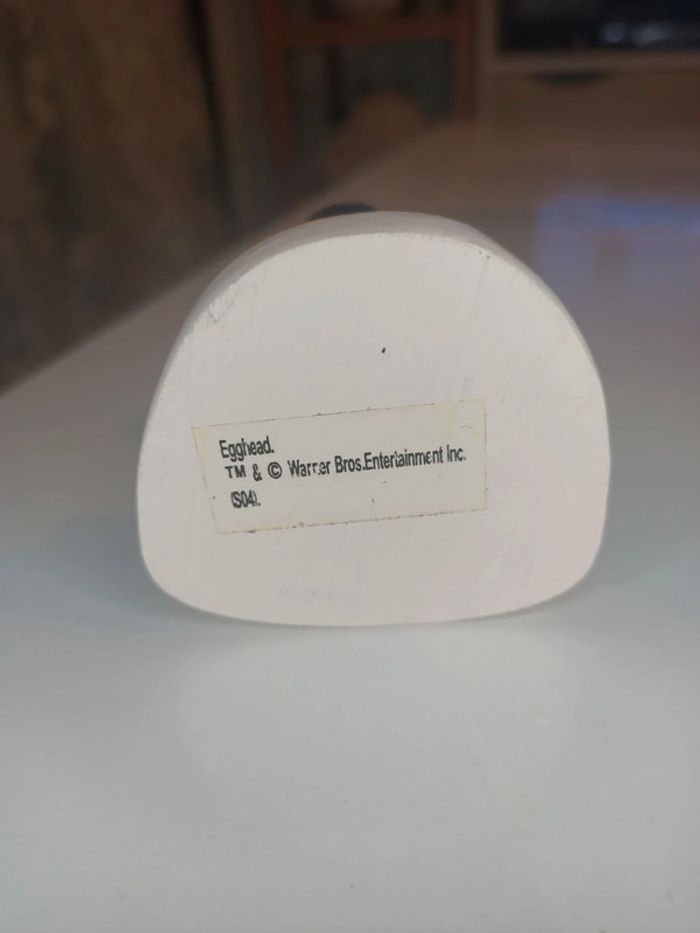 Egghead.
TM & © Warner Bros.Entertainment Inc.
(S04).